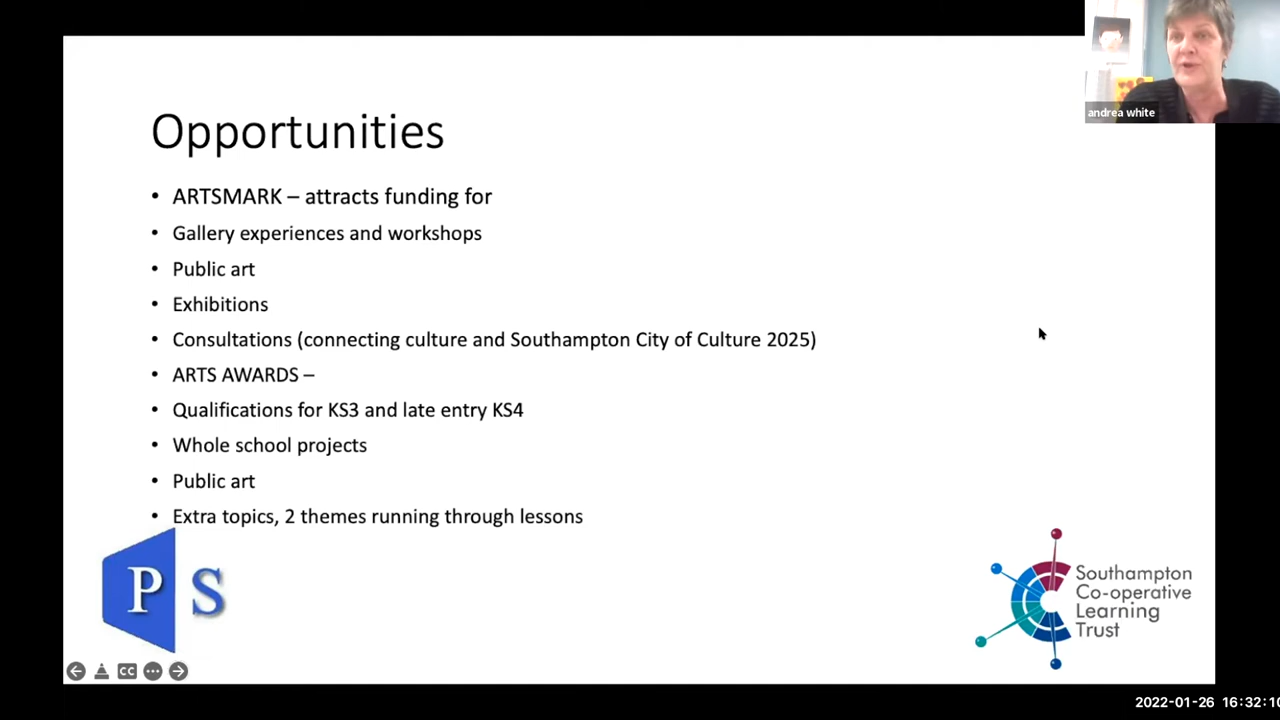 andrea white
Opportunities
• ARTSMARK – attracts funding for
• Gallery experiences and workshops
• Public art
• Exhibitions
• Consultations (connecting culture and Southampton City of Culture 2025)
• ARTS AWARDS –
• Qualifications for KS3 and late entry KS4
• Whole school projects
• Public art
• Extra topics, 2 themes running through lessons
P S
Southampton
Co-operative
Learning
Trust
CC
2022-01-26 16:32:10